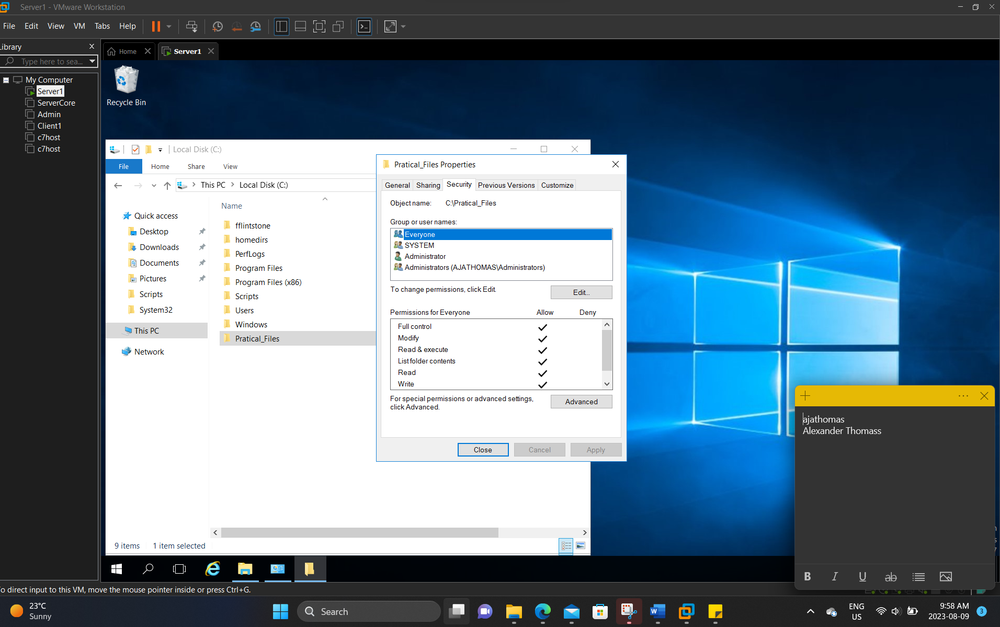 Server1 - VMware Workstation
File Edit View VM Tabs Help
Library
Type here to sea...
Home
Server1
My Computer
Server1
ServerCore
Admin
Client1
c7host
c7host
Recycle Bin
Local Disk (C:)
File Home Share View
This PC Local Disk (C:)
Quick access
Desktop
Downloads
Documents
Pictures
Scripts
System32
This PC
Network
Name
fflintstone
homedirs
PerfLogs
Program Files
Program Files (x86)
Scripts
Users
Windows
Pratical_Files
9 items 1 item selected
Pratical_Files Properties
General Sharing Security Previous Versions Customize
Object name: C:\Pratical_Files
Group or user names:
Everyone
SYSTEM
Administrator
Administrators (AJATHOMAS\Administrators)
To change permissions, click Edit.
Edit...
Permissions for Everyone Allow Deny
Full control
Modify
Read & execute
List folder contents
Read
Write
For special permissions or advanced settings,
click Advanced.
Advanced
Close Cancel Apply
ajathomas
Alexander Thomass
B I U ab
o direct input to this VM, move the mouse pointer inside or press Ctrl+G.
23°C
Sunny
Search
ENG
US
9:58 AM
2023-08-09
3